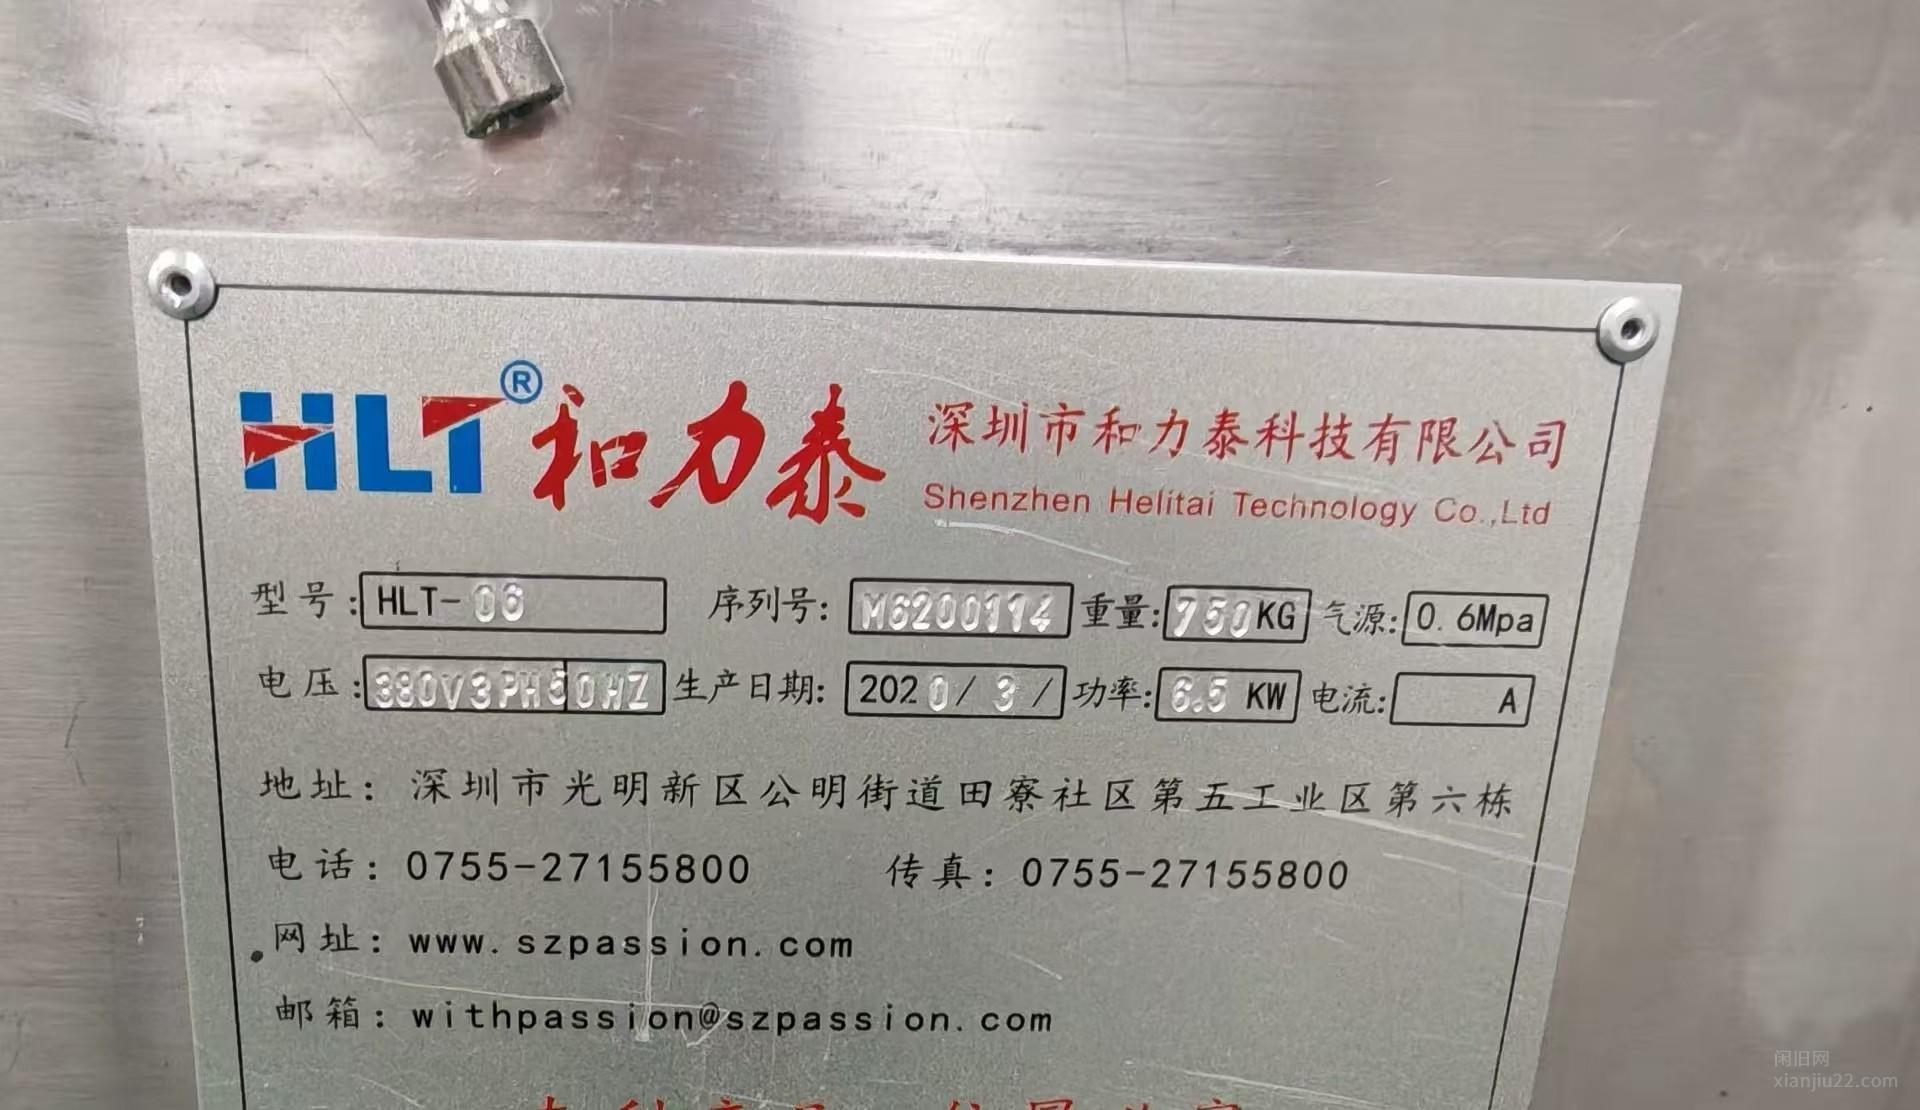 HLT® 和力泰 深圳市和力泰科技有限公司
Shenzhen Helitai Technology Co.,Ltd
型号: HLT-06 序列号: M6200114 重量: 750KG 气源: 0.6Mpa
电压: 380V3PH50HZ 生产日期: 2020/ 3 / 功率: 6.5 KW 电流: A
地址: 深圳市光明新区公明街道田寮社区第五工业区第六栋
电话: 0755-27155800 传真: 0755-27155800
网址: www.szpassion.com
邮箱: withpassion@szpassion.com
闲旧网
xianjiu22.com